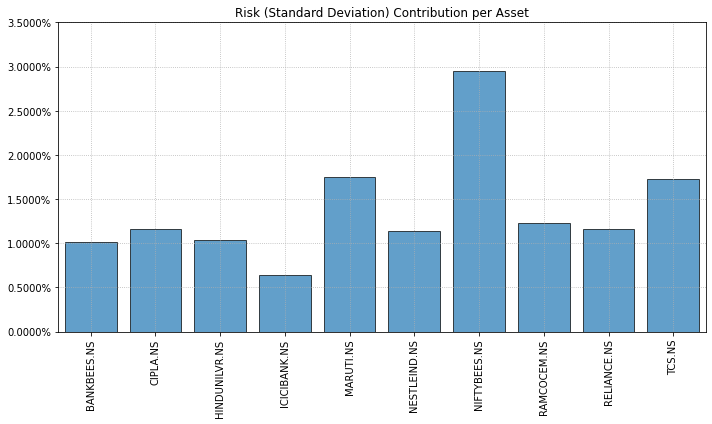 Risk (Standard Deviation) Contribution per Asset
3.5000%
3.0000%
2.5000%
2.0000%
1.5000%
1.0000%
0.5000%
0.0000%
BANKBEES.NS
CIPLA.NS
HINDUNILVR.NS
ICICIBANK.NS
MARUTI.NS
NESTLEIND.NS
NIFTYBEES.NS
RAMCOCEM.NS
RELIANCE.NS
TCS.NS